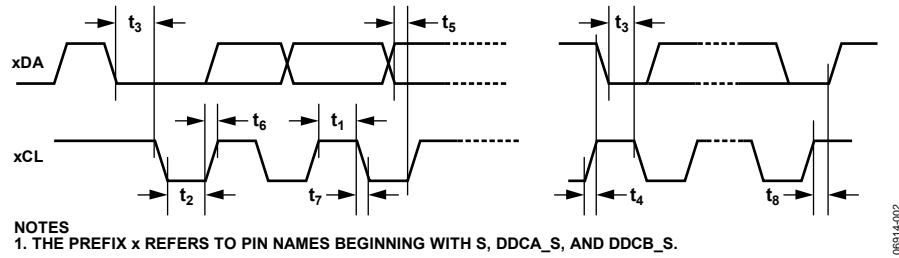 t3
t5
t3
xDA
t6
t1
xCL
t2
t7
t4
t8
NOTES
1. THE PREFIX x REFERS TO PIN NAMES BEGINNING WITH S, DDCA_S, AND DDCB_S.
06914-002